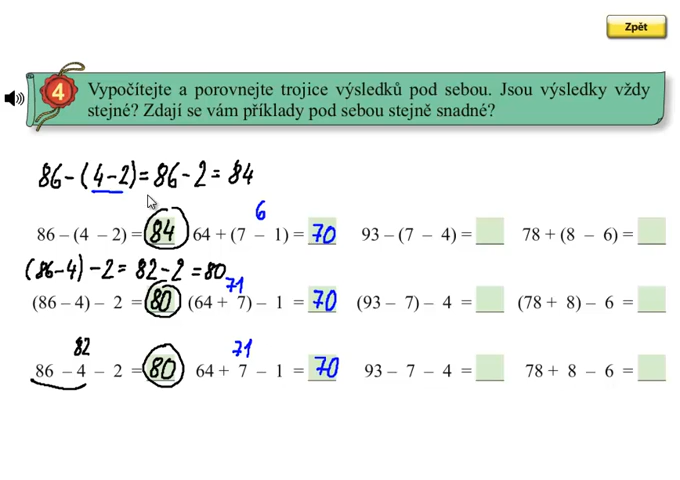 Zpět
4 Vypočítejte a porovnejte trojice výsledků pod sebou. Jsou výsledky vždy
stejné? Zdají se vám příklady pod sebou stejně snadné?
86-(4-2)=86-2=84
6
86 – (4 – 2) = 84 64 + (7 – 1) = 70 93 – (7 – 4) = 78 + (8 – 6) =
(86-4)-2=82-2=80
71
(86 – 4) – 2 = 80 (64 + 7) – 1 = 70 (93 – 7) – 4 = (78 + 8) – 6 =
82 71
86 – 4 – 2 = 80 64 + 7 – 1 = 70 93 – 7 – 4 = 78 + 8 – 6 =